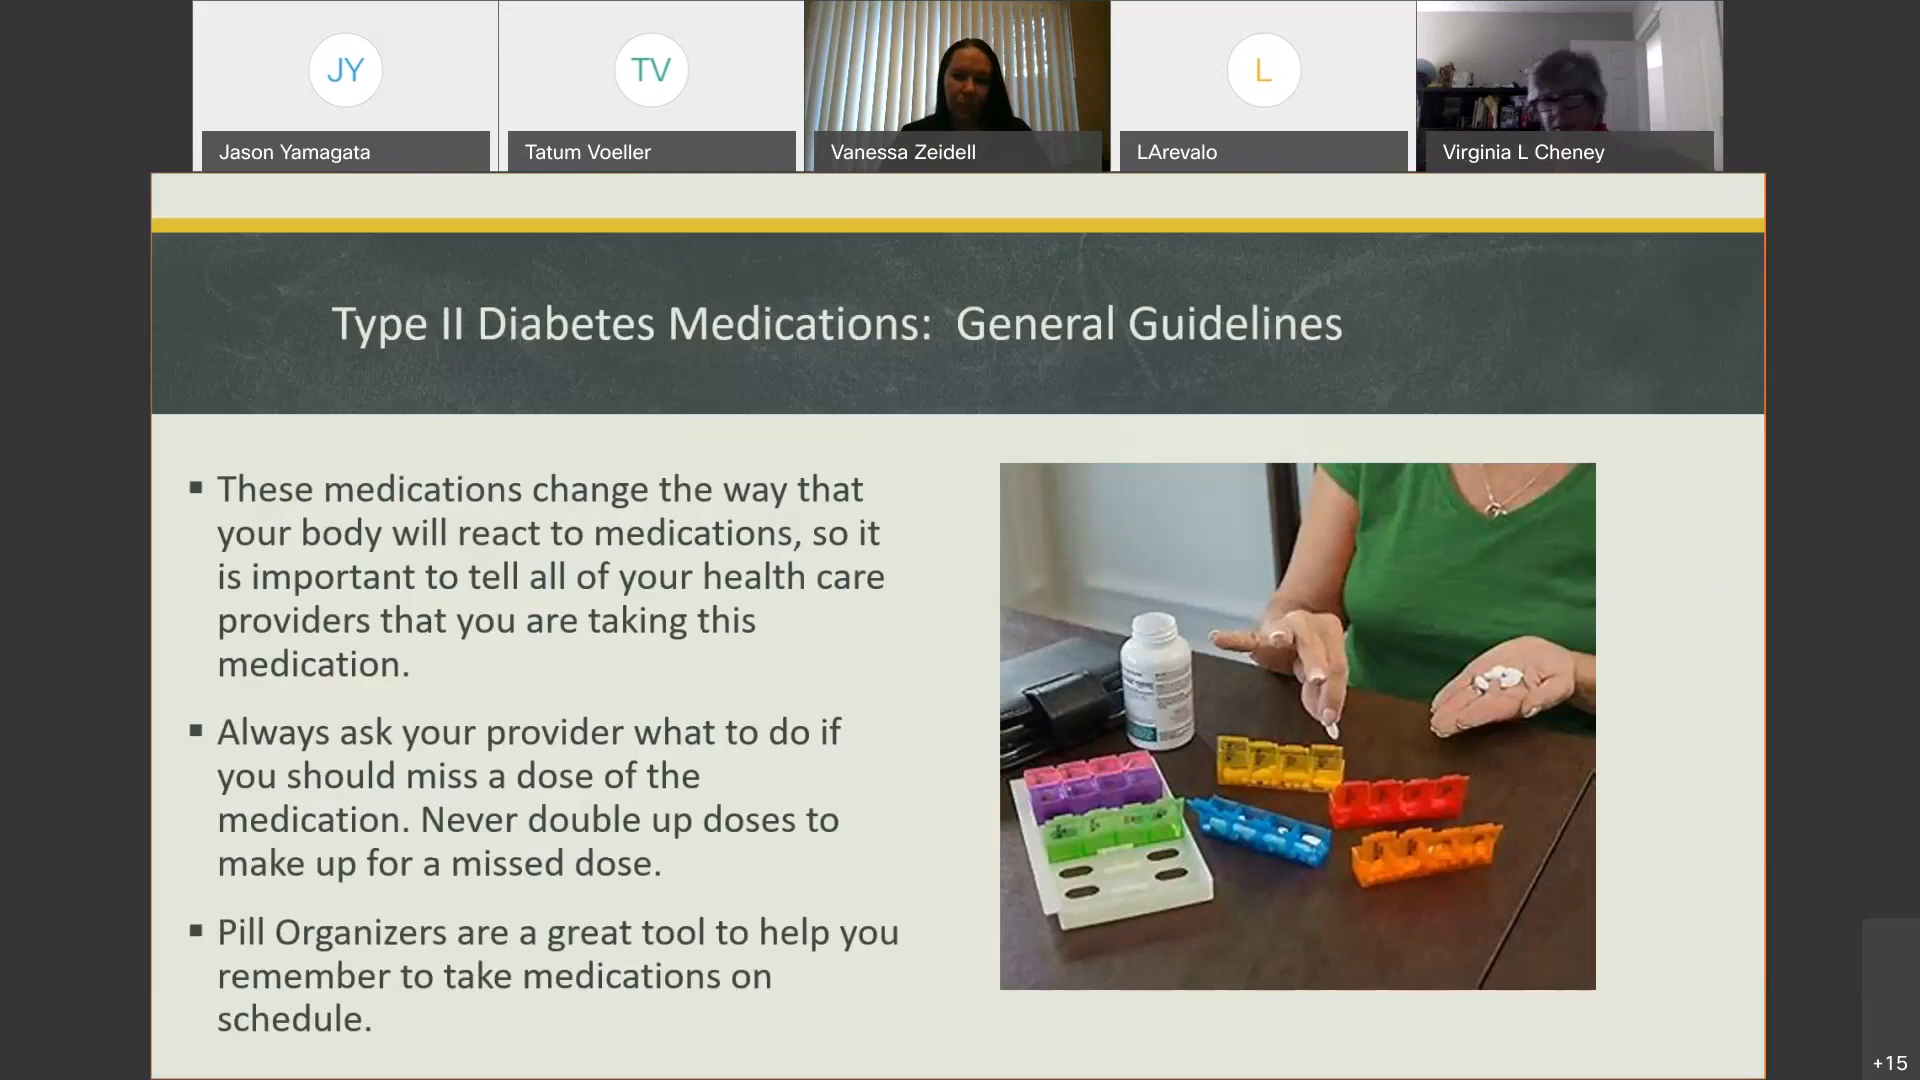 JY
TV
L
Jason Yamagata
Tatum Voeller
Vanessa Zeidell
LArevalo
Virginia L Cheney
Type II Diabetes Medications: General Guidelines
▪ These medications change the way that
your body will react to medications, so it
is important to tell all of your health care
providers that you are taking this
medication.
▪ Always ask your provider what to do if
you should miss a dose of the
medication. Never double up doses to
make up for a missed dose.
▪ Pill Organizers are a great tool to help you
remember to take medications on
schedule.
+15